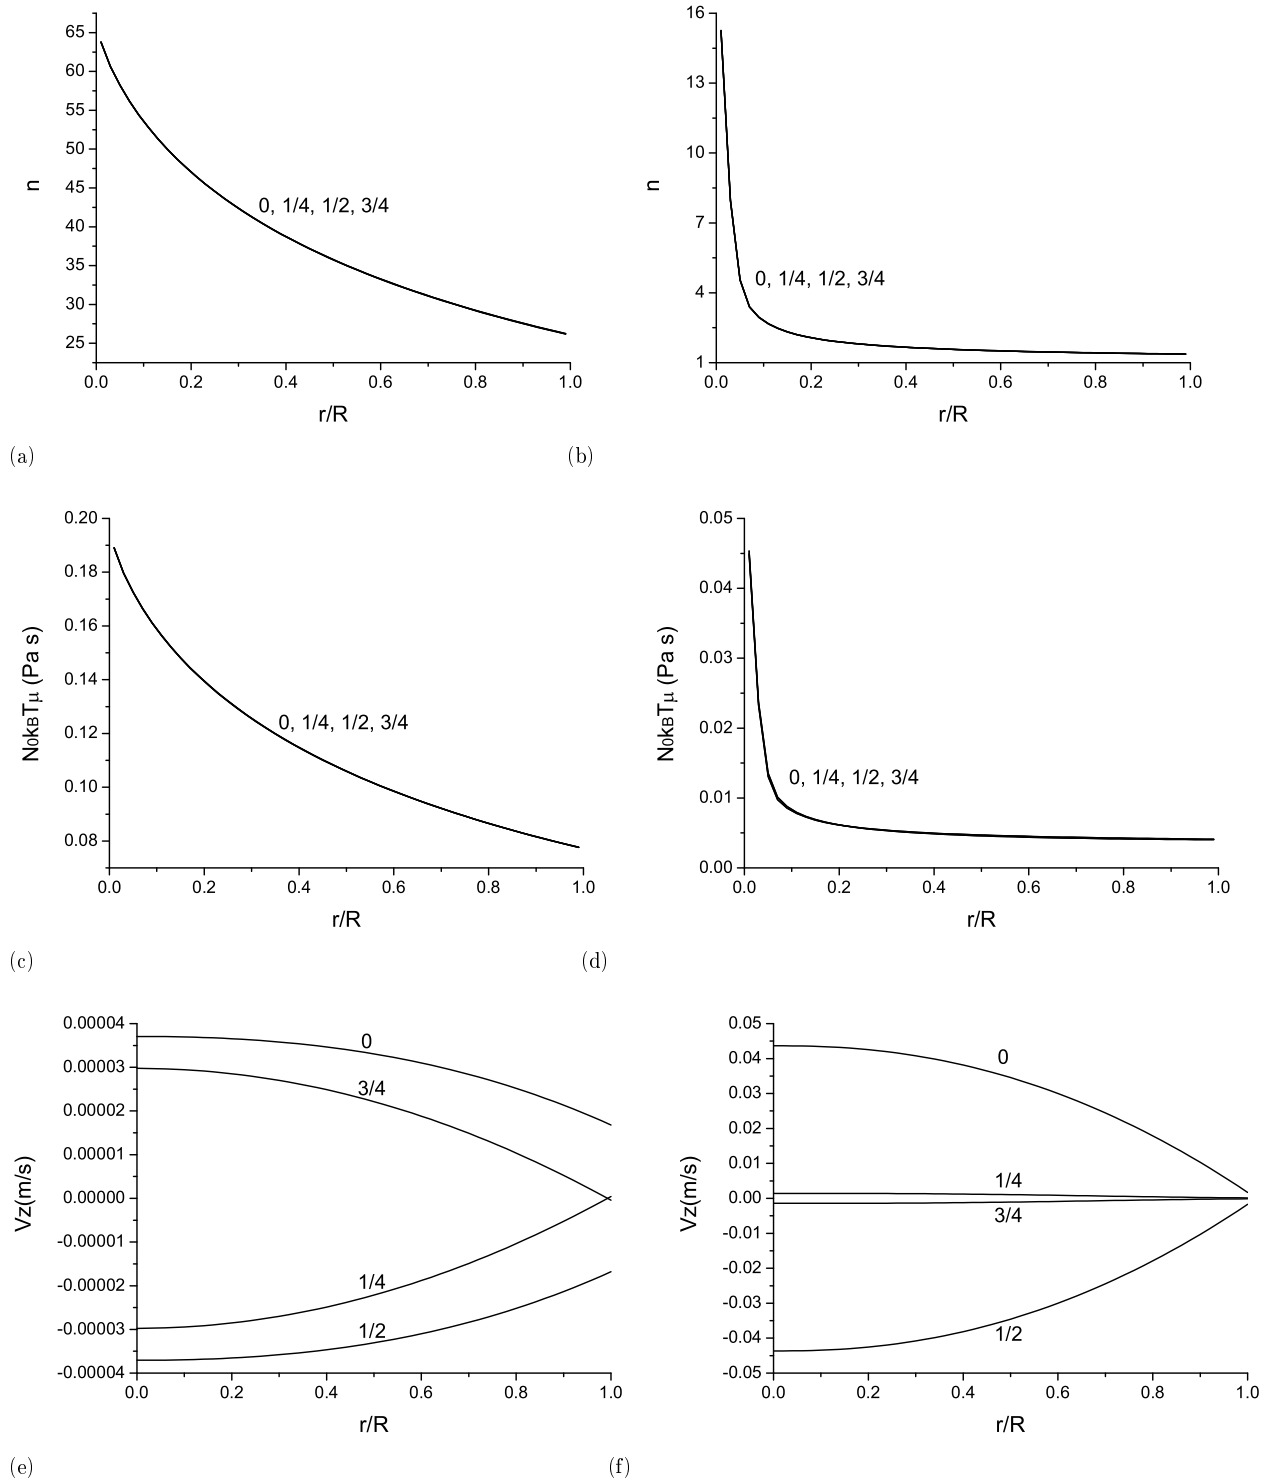 65
60
55
50
45
40
35
30
25
n
0, 1/4, 1/2, 3/4
0.0 0.2 0.4 0.6 0.8 1.0
r/R
(a)
16
13
10
7
4
1
n
0, 1/4, 1/2, 3/4
0.0 0.2 0.4 0.6 0.8 1.0
r/R
(b)
0.20
0.18
0.16
0.14
0.12
0.10
0.08
N0kBTμ (Pa s)
0, 1/4, 1/2, 3/4
0.0 0.2 0.4 0.6 0.8 1.0
r/R
(c)
0.05
0.04
0.03
0.02
0.01
0.00
N0kBTμ (Pa s)
0, 1/4, 1/2, 3/4
0.0 0.2 0.4 0.6 0.8 1.0
r/R
(d)
0.00004
0.00003
0.00002
0.00001
0.00000
-0.00001
-0.00002
-0.00003
-0.00004
Vz(m/s)
0
3/4
1/4
1/2
0.0 0.2 0.4 0.6 0.8 1.0
r/R
(e)
0.05
0.04
0.03
0.02
0.01
0.00
-0.01
-0.02
-0.03
-0.04
-0.05
Vz(m/s)
0
1/4
3/4
1/2
0.0 0.2 0.4 0.6 0.8 1.0
r/R
(f)